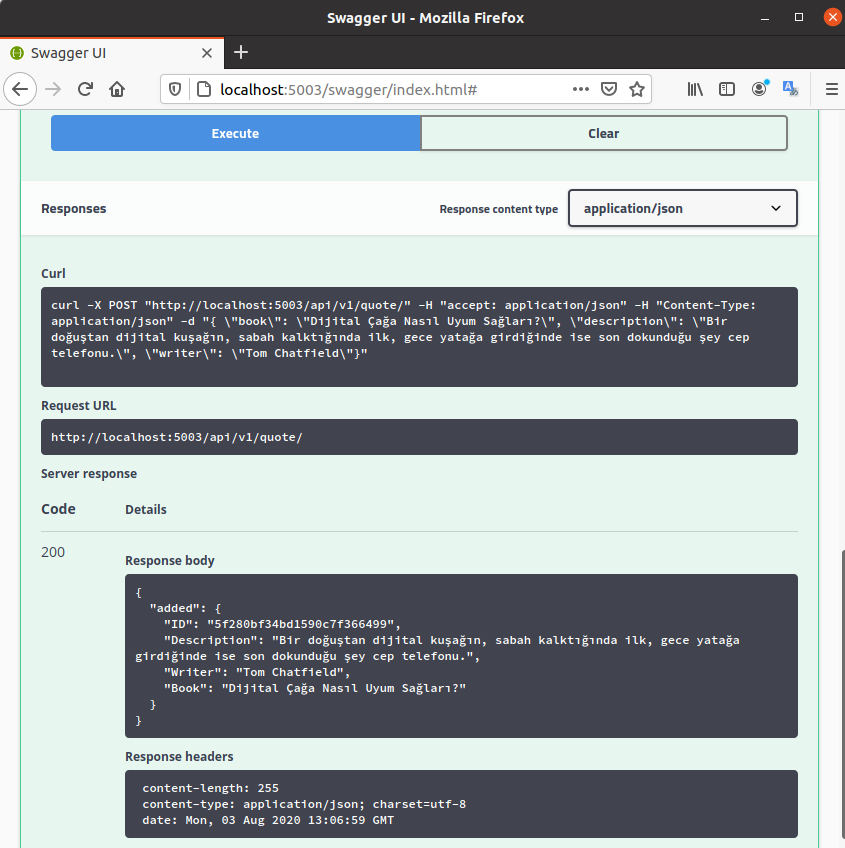 Swagger UI - Mozilla Firefox
Swagger UI
localhost:5003/swagger/index.html#
Execute
Clear
Responses
Response content type
application/json
Curl
curl -X POST "http://localhost:5003/api/v1/quote/" -H "accept: application/json" -H "Content-Type:
application/json" -d "{ \"book\": \"Dijital Çağa Nasıl Uyum Sağları?\", \"description\": \"Bir
doğuştan dijital kuşağın, sabah kalktığında ilk, gece yatağa girdiğinde ise son dokunduğu şey cep
telefonu.\", \"writer\": \"Tom Chatfield\"}"
Request URL
http://localhost:5003/api/v1/quote/
Server response
Code
Details
200
Response body
{
  "added": {
    "ID": "5f280bf34bd1590c7f366499",
    "Description": "Bir doğuştan dijital kuşağın, sabah kalktığında ilk, gece yatağa
girdiğinde ise son dokunduğu şey cep telefonu.",
    "Writer": "Tom Chatfield",
    "Book": "Dijital Çağa Nasıl Uyum Sağları?"
  }
}
Response headers
content-length: 255
content-type: application/json; charset=utf-8
date: Mon, 03 Aug 2020 13:06:59 GMT